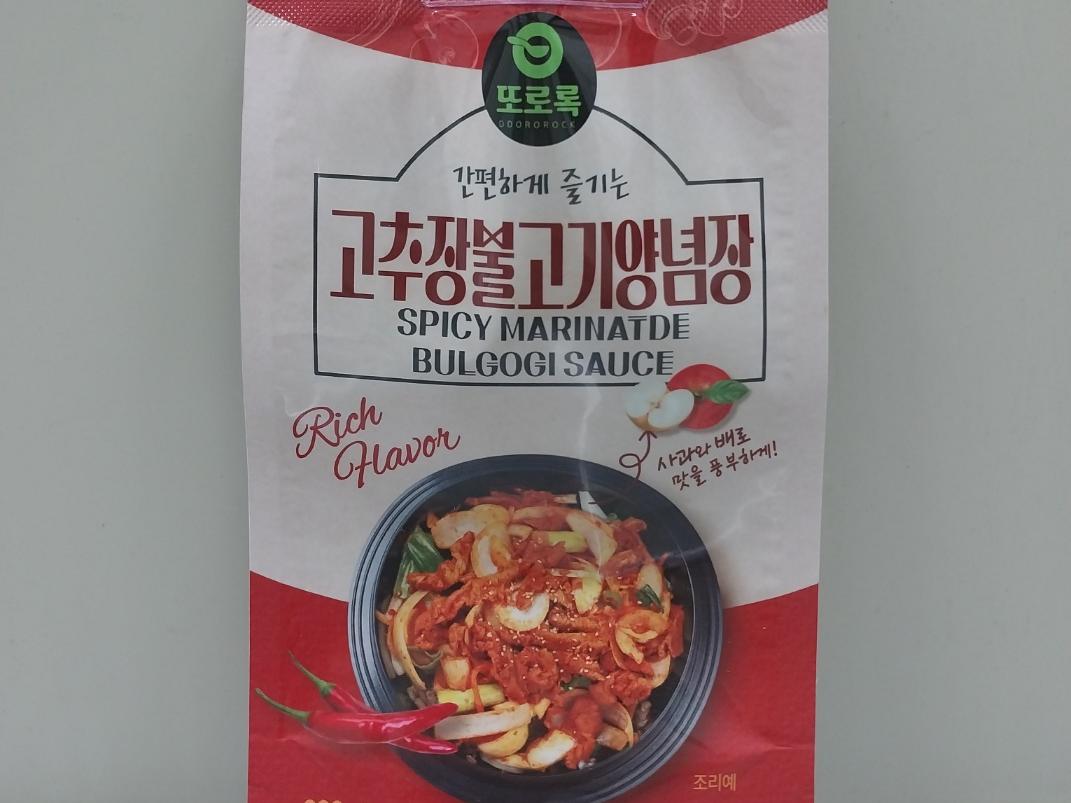 또로록
DDOROROCK
간편하게 즐기는
고추장불고기양념장
SPICY MARINATDE
BULGOGI SAUCE
Rich
Flavor
사과와 배로
맛을 풍부하게!
조리예